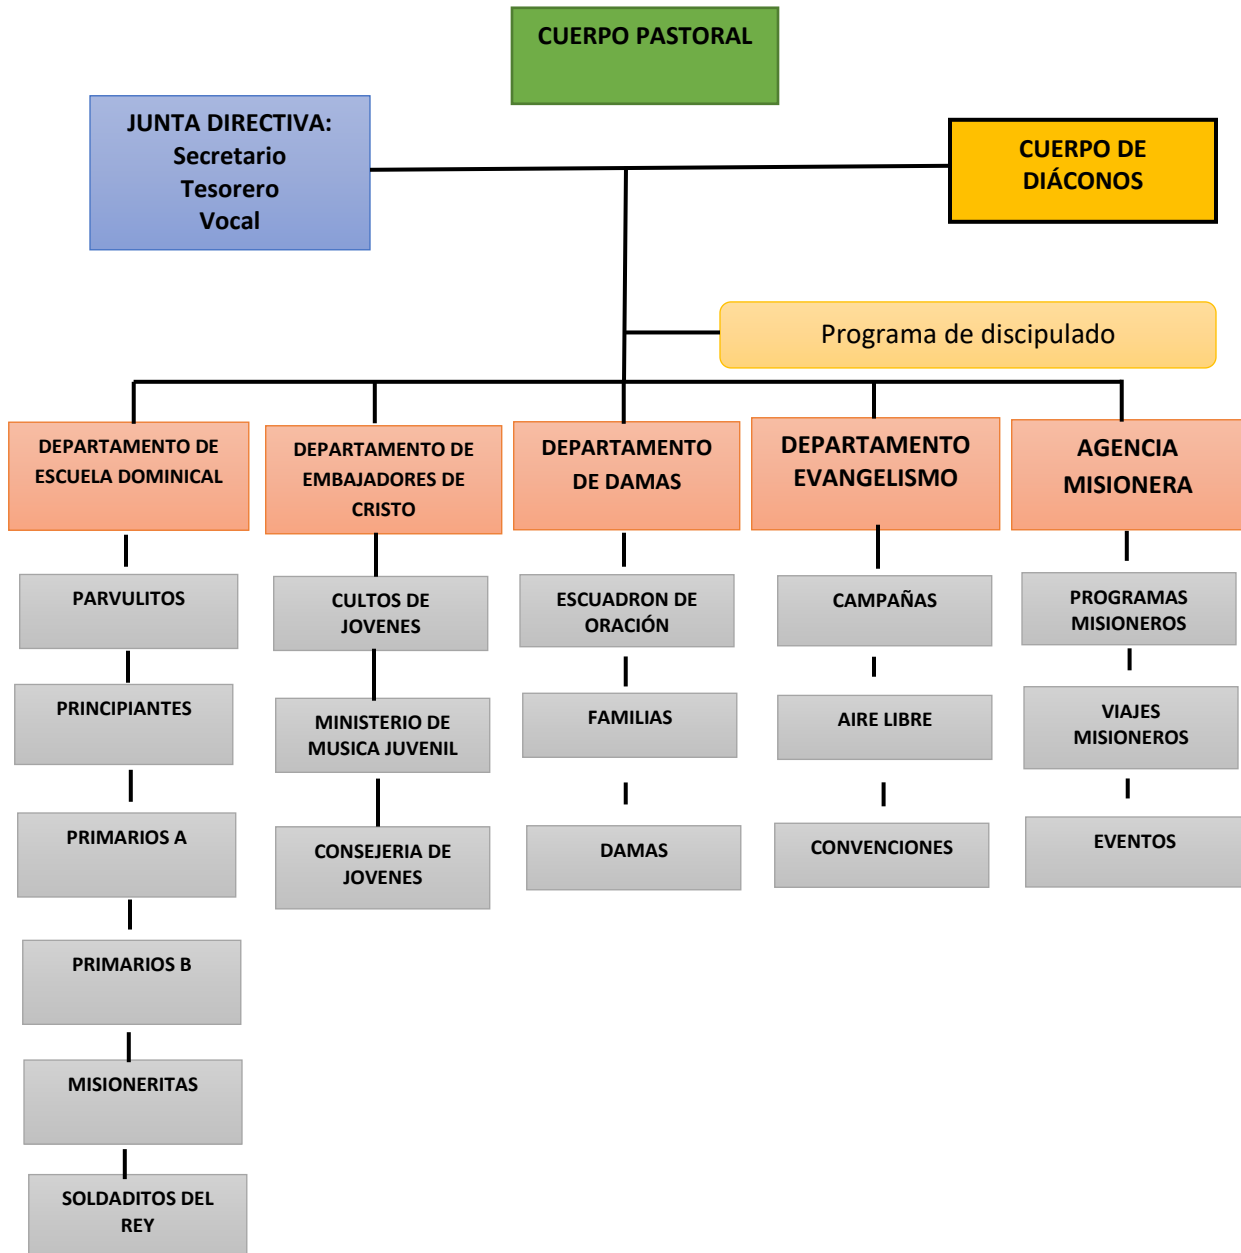 CUERPO PASTORAL
JUNTA DIRECTIVA:
Secretario
Tesorero
Vocal
CUERPO DE
DIÁCONOS
Programa de discipulado
DEPARTAMENTO DE
ESCUELA DOMINICAL
DEPARTAMENTO DE
EMBAJADORES DE
CRISTO
DEPARTAMENTO
DE DAMAS
DEPARTAMENTO
EVANGELISMO
AGENCIA
MISIONERA
PARVULITOS
PRINCIPIANTES
PRIMARIOS A
PRIMARIOS B
MISIONERITAS
SOLDADITOS DEL
REY
CULTOS DE
JOVENES
MINISTERIO DE
MUSICA JUVENIL
CONSEJERIA DE
JOVENES
ESCUADRON DE
ORACIÓN
FAMILIAS
DAMAS
CAMPAÑAS
AIRE LIBRE
CONVENCIONES
PROGRAMAS
MISIONEROS
VIAJES
MISIONEROS
EVENTOS